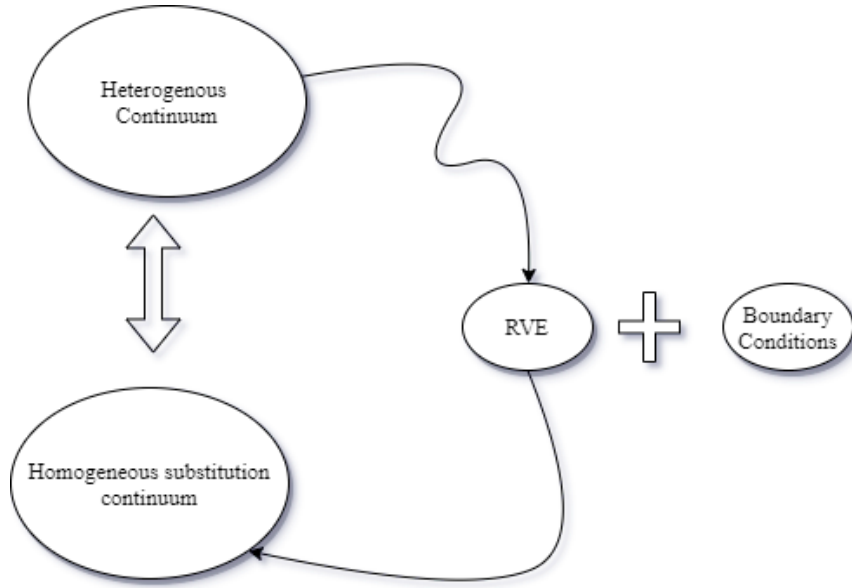 Heterogenous
Continuum
RVE
Boundary
Conditions
Homogeneous substitution
continuum